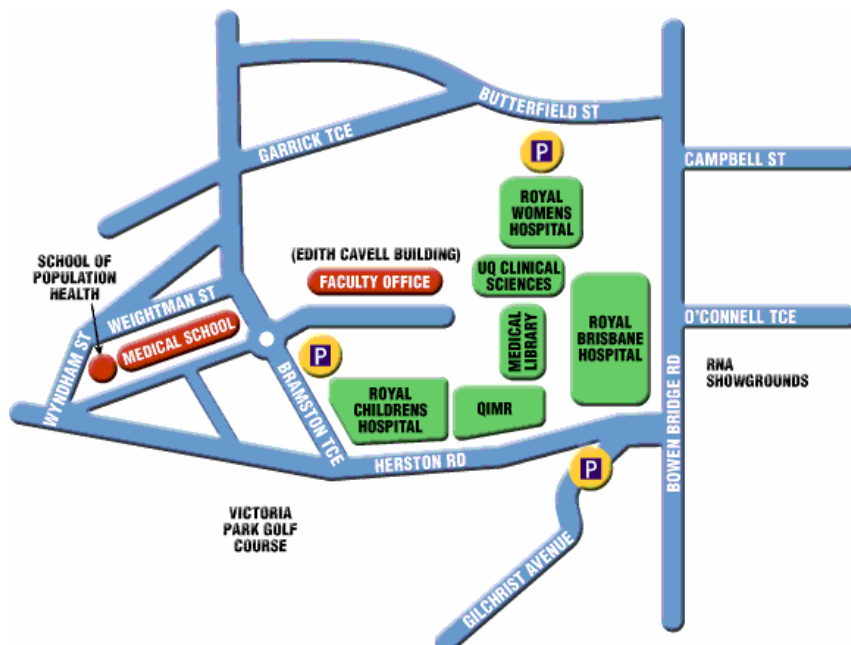 BUTTERFIELD ST
GARRICK TCE
P
CAMPBELL ST
ROYAL
WOMENS
HOSPITAL
SCHOOL OF
POPULATION
HEALTH
(EDITH CAVELL BUILDING)
FACULTY OFFICE
UQ CLINICAL
SCIENCES
WEIGHTMAN ST
MEDICAL SCHOOL
WYNDHAM ST
BRAMSTON TCE
P
MEDICAL
LIBRARY
ROYAL
BRISBANE
HOSPITAL
O'CONNELL TCE
BOWEN BRIDGE RD
RNA
SHOWGROUNDS
ROYAL
CHILDRENS
HOSPITAL
QIMR
HERSTON RD
P
VICTORIA
PARK GOLF
COURSE
GILCHRIST AVENUE